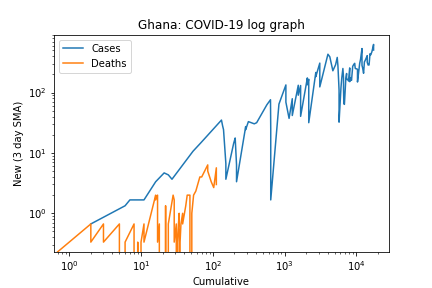 Ghana: COVID-19 log graph
Cases
Deaths
New (3 day SMA)
10²
10¹
10⁰
10⁰ 10¹ 10² 10³ 10⁴
Cumulative